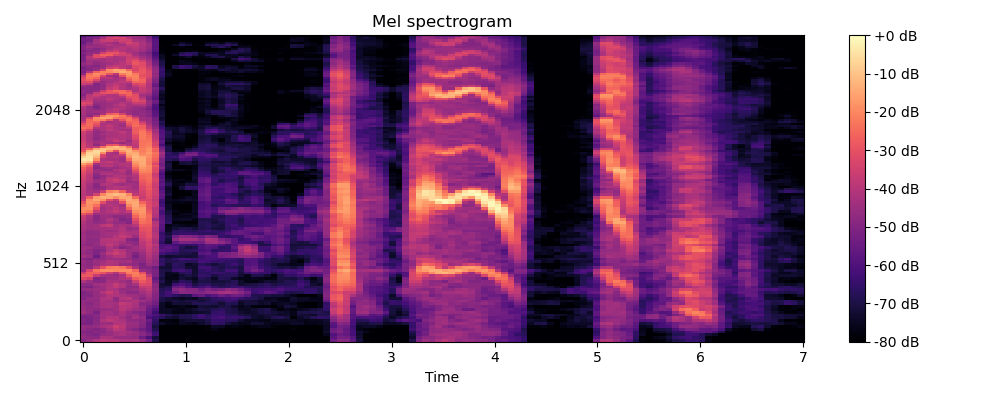 Mel spectrogram
Hz
2048
1024
512
0
0 1 2 3 4 5 6 7
Time
+0 dB
-10 dB
-20 dB
-30 dB
-40 dB
-50 dB
-60 dB
-70 dB
-80 dB